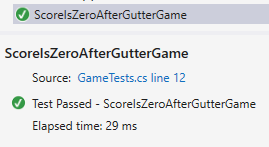 ScoreIsZeroAfterGutterGame
ScoreIsZeroAfterGutterGame
Source: GameTests.cs line 12
Test Passed - ScoreIsZeroAfterGutterGame
Elapsed time: 29 ms